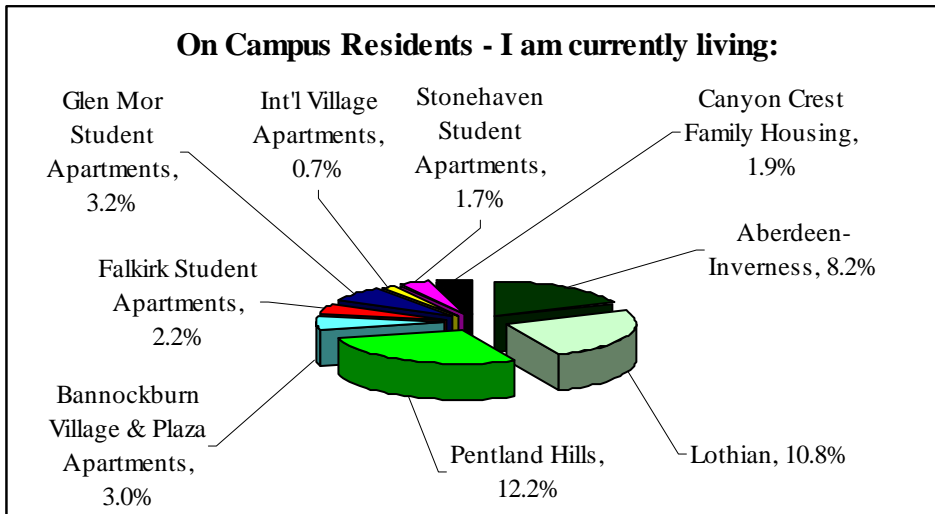 On Campus Residents - I am currently living:
Glen Mor
Student
Apartments,
3.2%
Int'l Village
Apartments,
0.7%
Stonehaven
Student
Apartments,
1.7%
Canyon Crest
Family Housing,
1.9%
Aberdeen-
Inverness, 8.2%
Falkirk Student
Apartments,
2.2%
Bannockburn
Village & Plaza
Apartments,
3.0%
Pentland Hills,
12.2%
Lothian, 10.8%